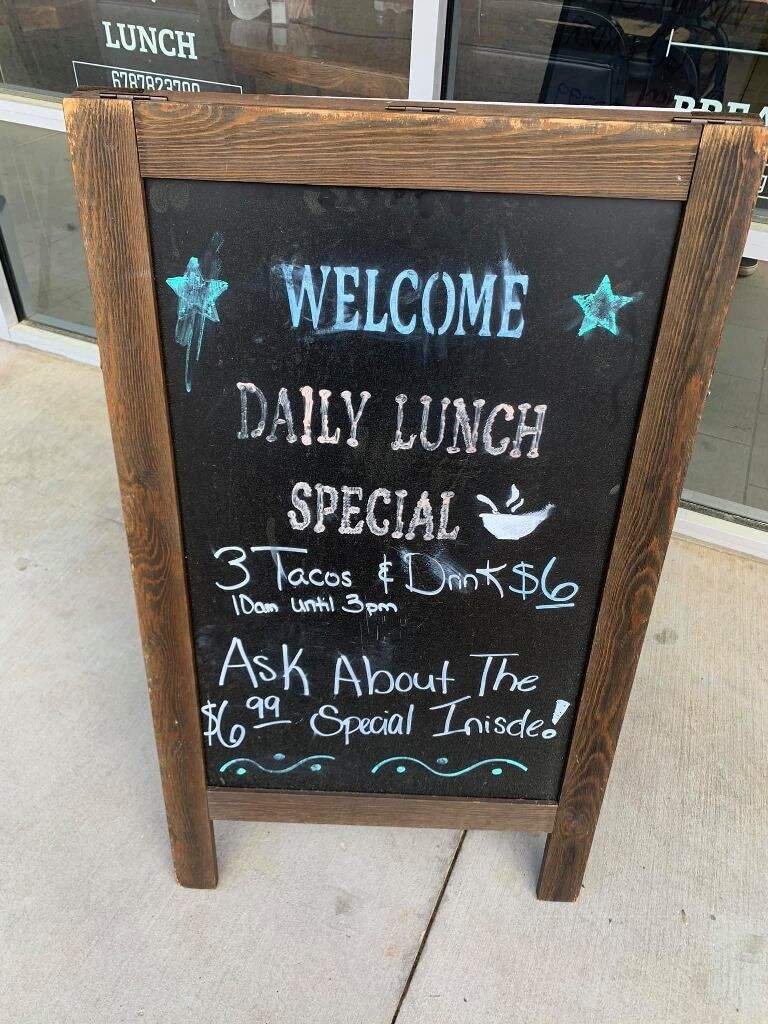 LUNCH
6787823700
WELCOME
DAILY LUNCH
SPECIAL
3 Tacos & Drink $6
10am until 3pm
Ask About The
$6 99 Special Inisde!